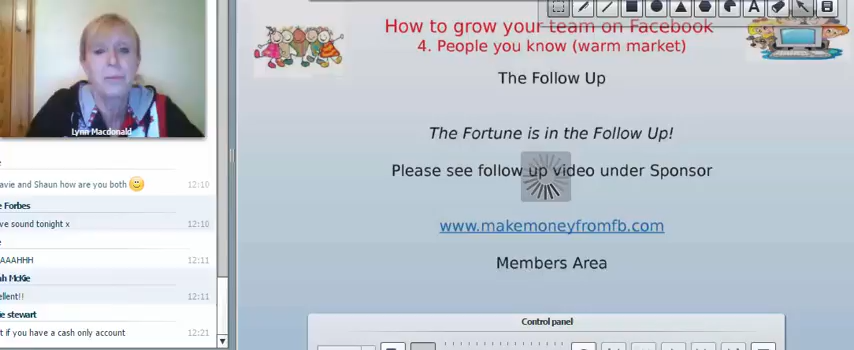 Lynn Macdonald
avie and Shaun how are you both
12:10
e Forbes
ve sound tonight x
12:10
AAAHHH
12:11
ah McKie
ellent!!
12:11
ie stewart
t if you have a cash only account
12:21
How to grow your team on Facebook
4. People you know (warm market)
The Follow Up
The Fortune is in the Follow Up!
Please see follow up video under Sponsor
www.makemoneyfromfb.com
Members Area
Control panel